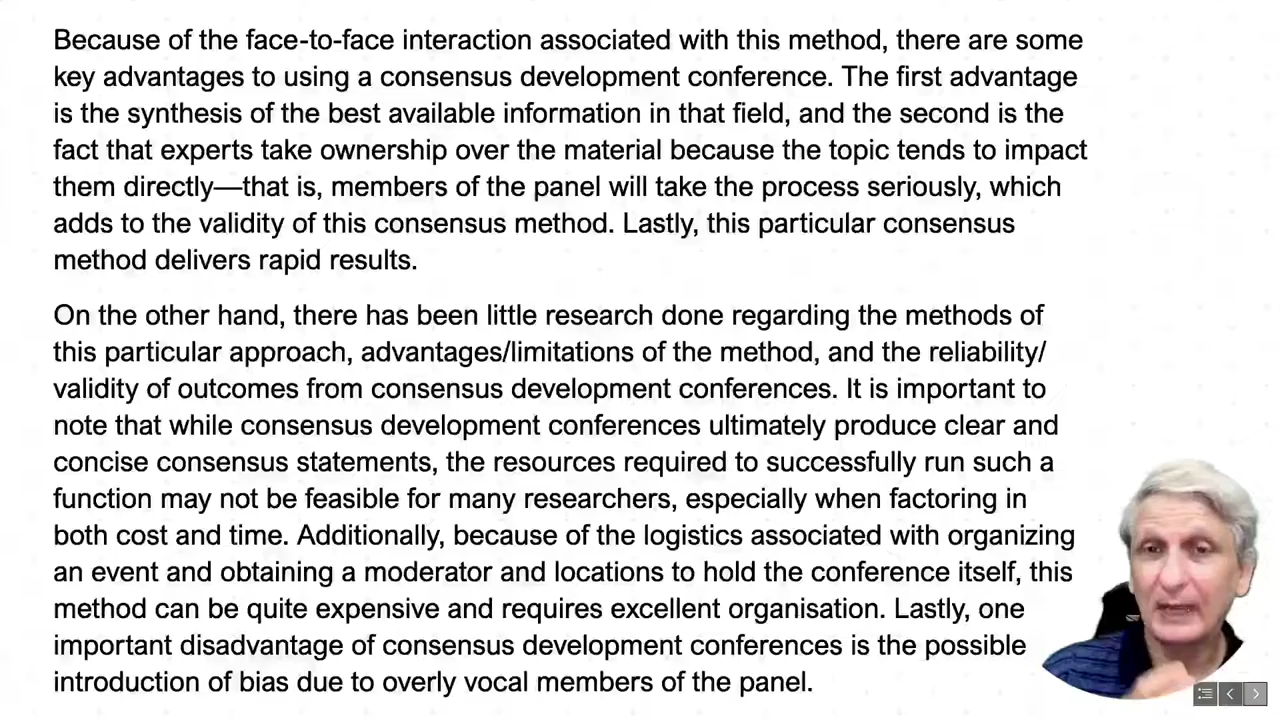 Because of the face-to-face interaction associated with this method, there are some
key advantages to using a consensus development conference. The first advantage
is the synthesis of the best available information in that field, and the second is the
fact that experts take ownership over the material because the topic tends to impact
them directly—that is, members of the panel will take the process seriously, which
adds to the validity of this consensus method. Lastly, this particular consensus
method delivers rapid results.
On the other hand, there has been little research done regarding the methods of
this particular approach, advantages/limitations of the method, and the reliability/
validity of outcomes from consensus development conferences. It is important to
note that while consensus development conferences ultimately produce clear and
concise consensus statements, the resources required to successfully run such a
function may not be feasible for many researchers, especially when factoring in
both cost and time. Additionally, because of the logistics associated with organizing
an event and obtaining a moderator and locations to hold the conference itself, this
method can be quite expensive and requires excellent organisation. Lastly, one
important disadvantage of consensus development conferences is the possible
introduction of bias due to overly vocal members of the panel.